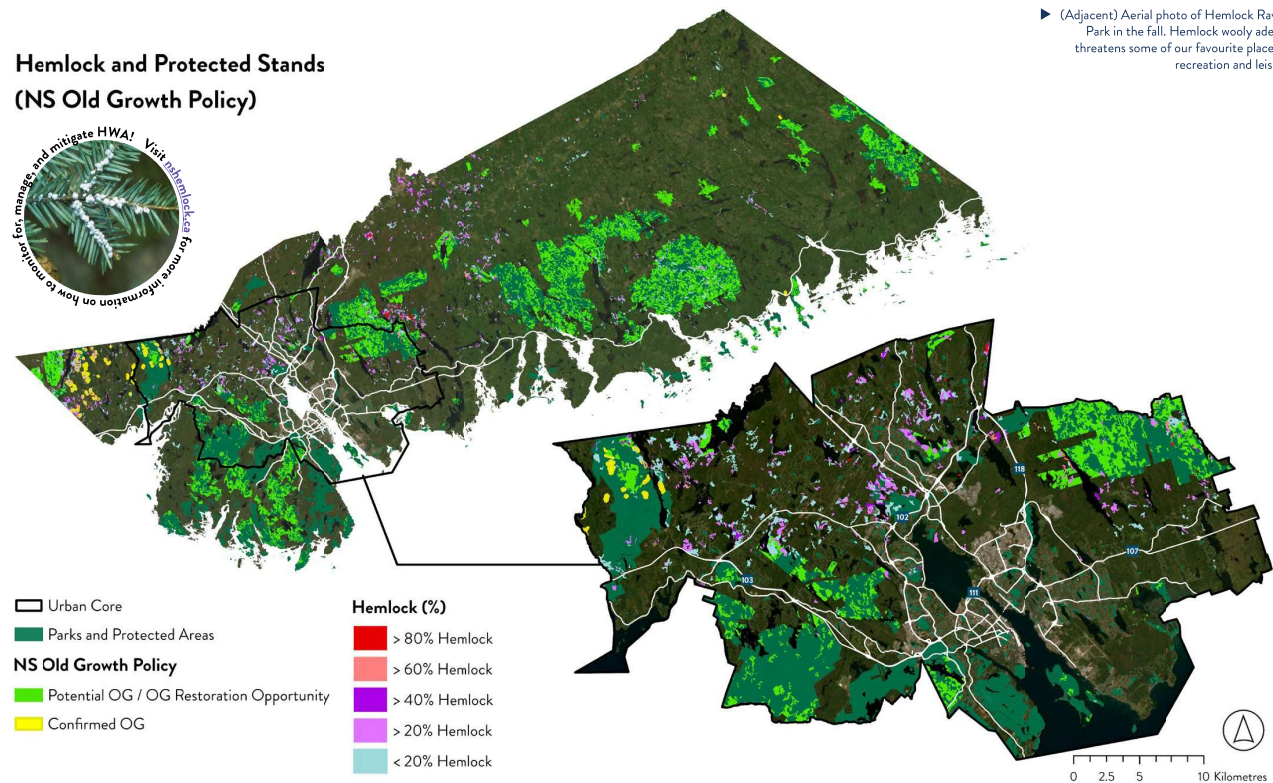 Hemlock and Protected Stands
(NS Old Growth Policy)
Visit nshemlock.ca for more information on how to monitor for, manage, and mitigate HWA!
(Adjacent) Aerial photo of Hemlock
Park in the fall. Hemlock wooly
threatens some of our favourite
recreation and
118
102
107
103
111
Urban Core
Parks and Protected Areas
NS Old Growth Policy
Potential OG / OG Restoration Opportunity
Confirmed OG
Hemlock (%)
> 80% Hemlock
> 60% Hemlock
> 40% Hemlock
> 20% Hemlock
< 20% Hemlock
0 2.5 5 10 Kilometres